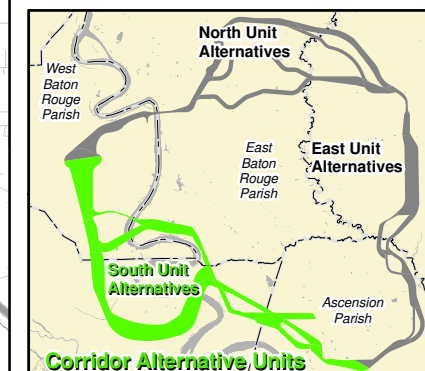 North Unit
Alternatives
West
Baton
Rouge
Parish
East
Baton
Rouge
Parish
East Unit
Alternatives
South Unit
Alternatives
Ascension
Parish
Corridor Alternative Units